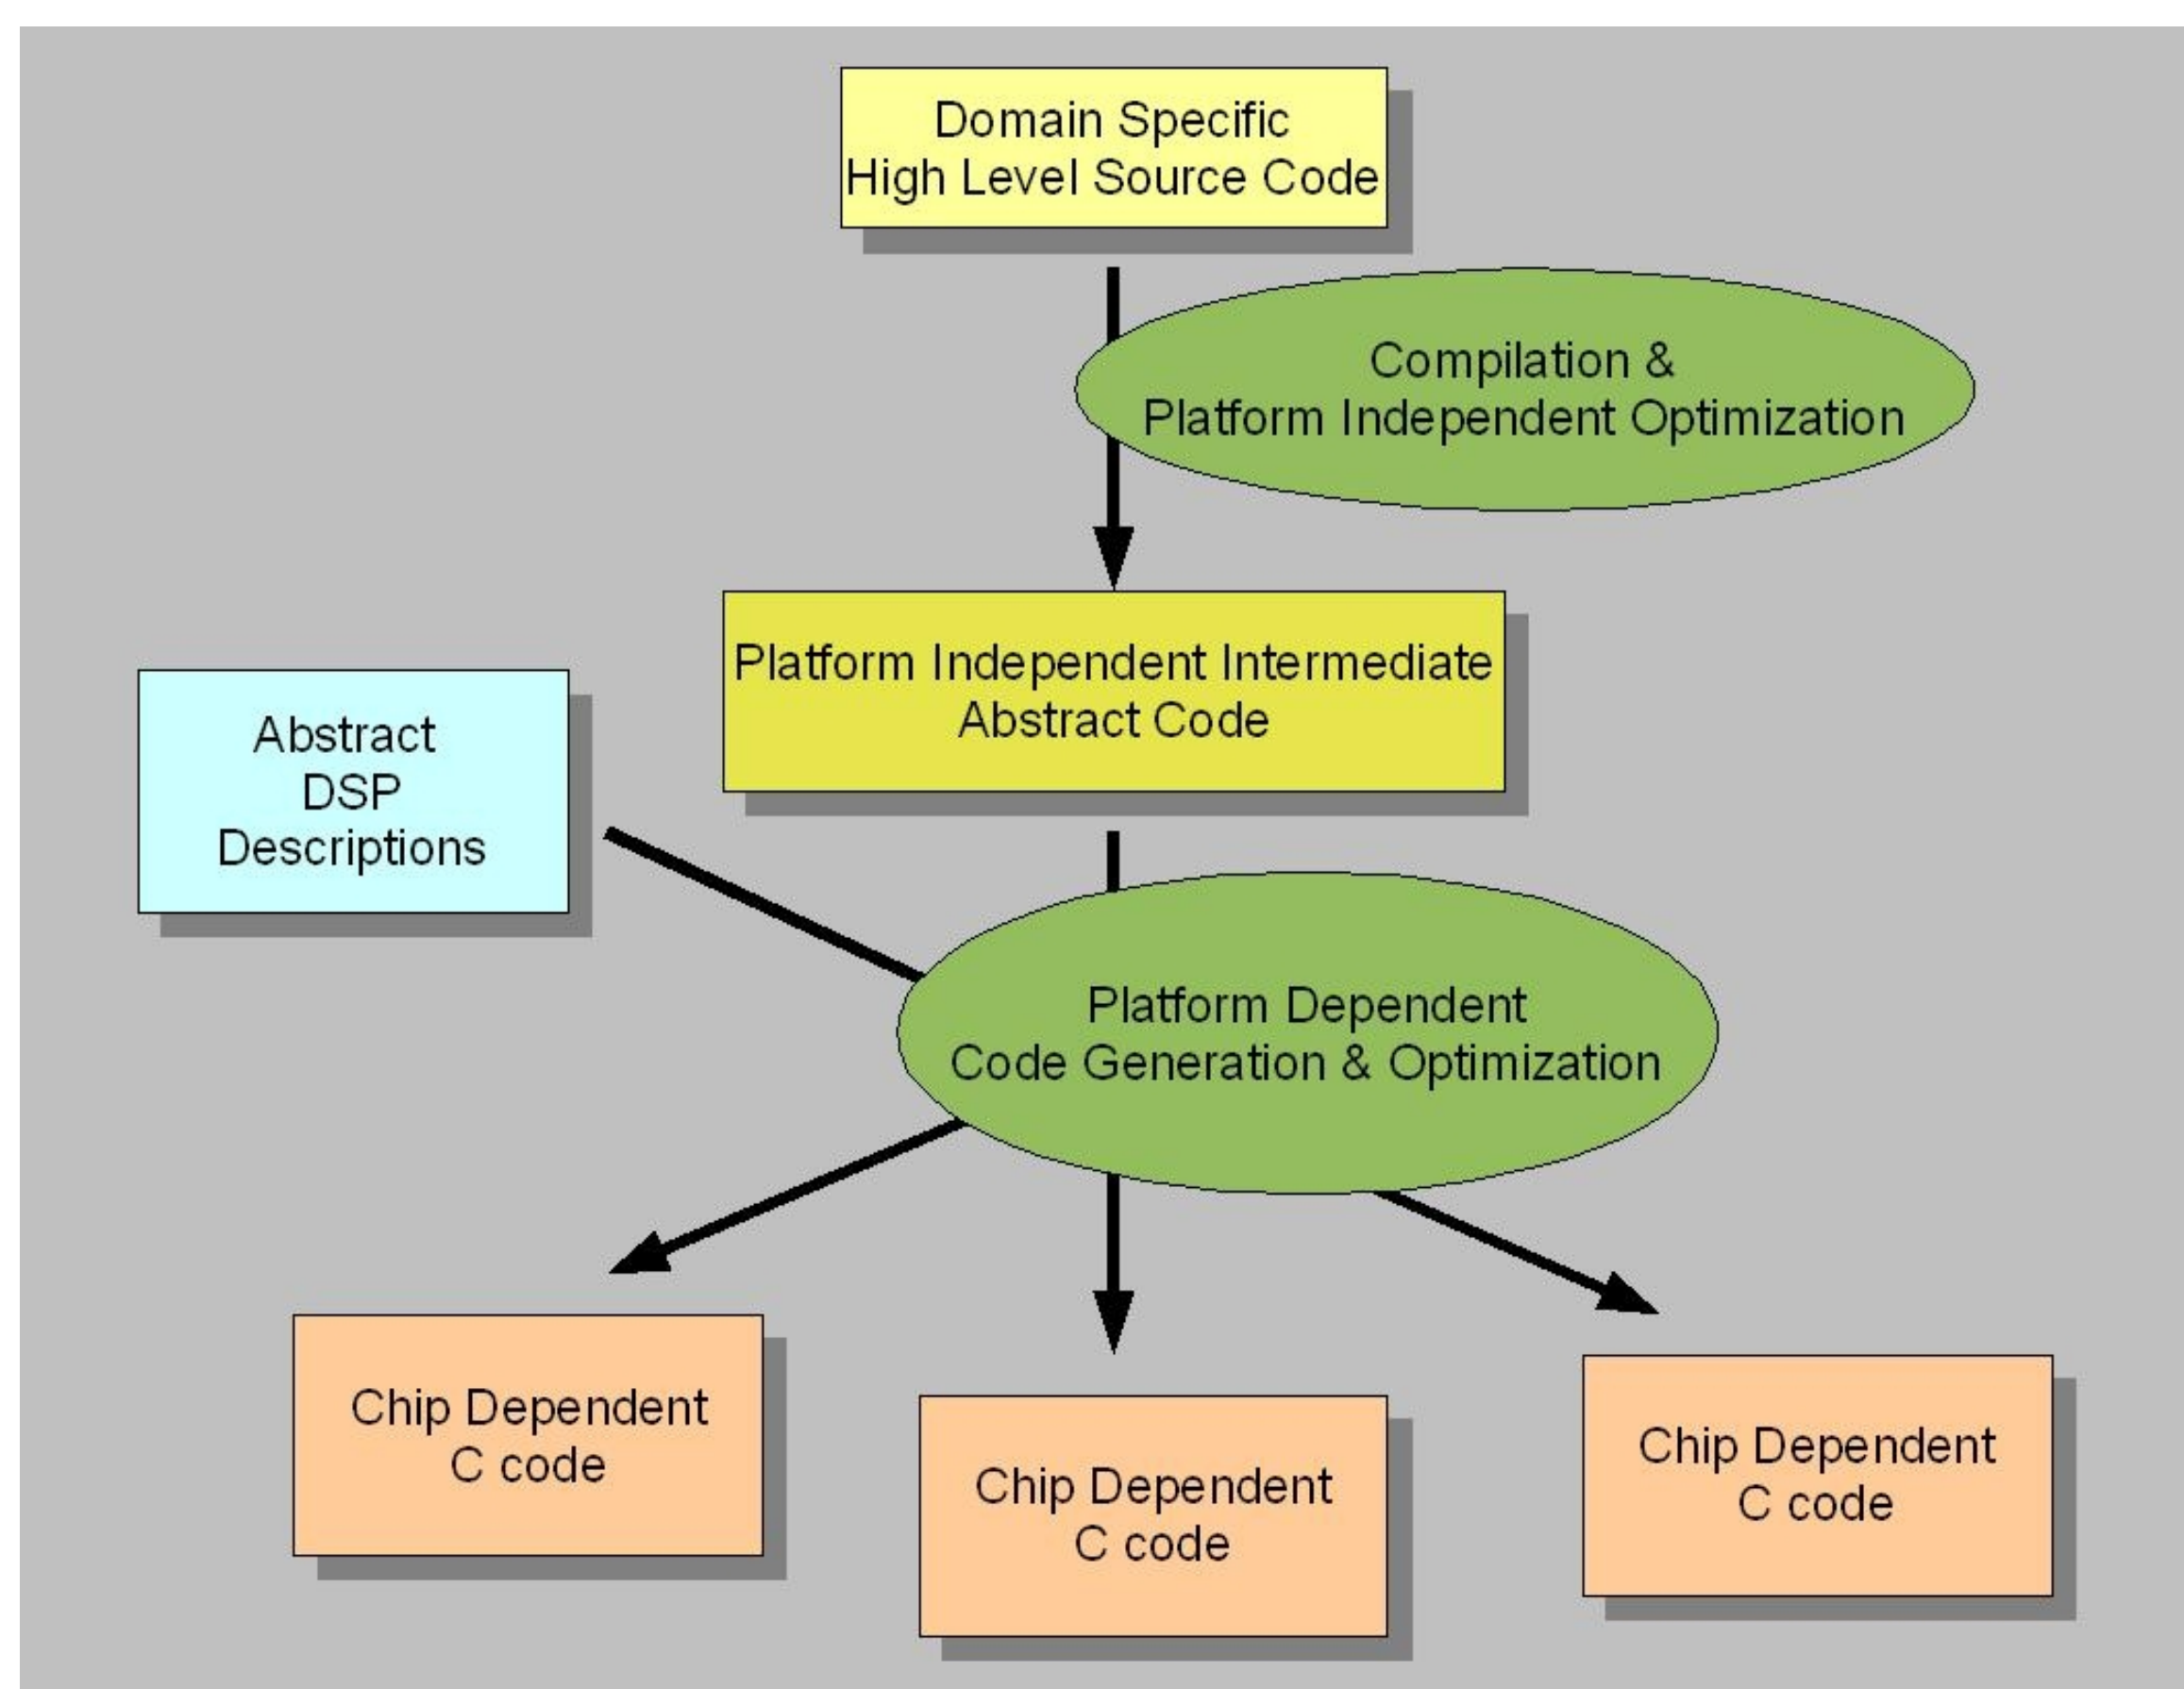 Domain Specific
High Level Source Code
Compilation &
Platform Independent Optimization
Platform Independent Intermediate
Abstract Code
Abstract
DSP
Descriptions
Platform Dependent
Code Generation & Optimization
Chip Dependent
C code
Chip Dependent
C code
Chip Dependent
C code